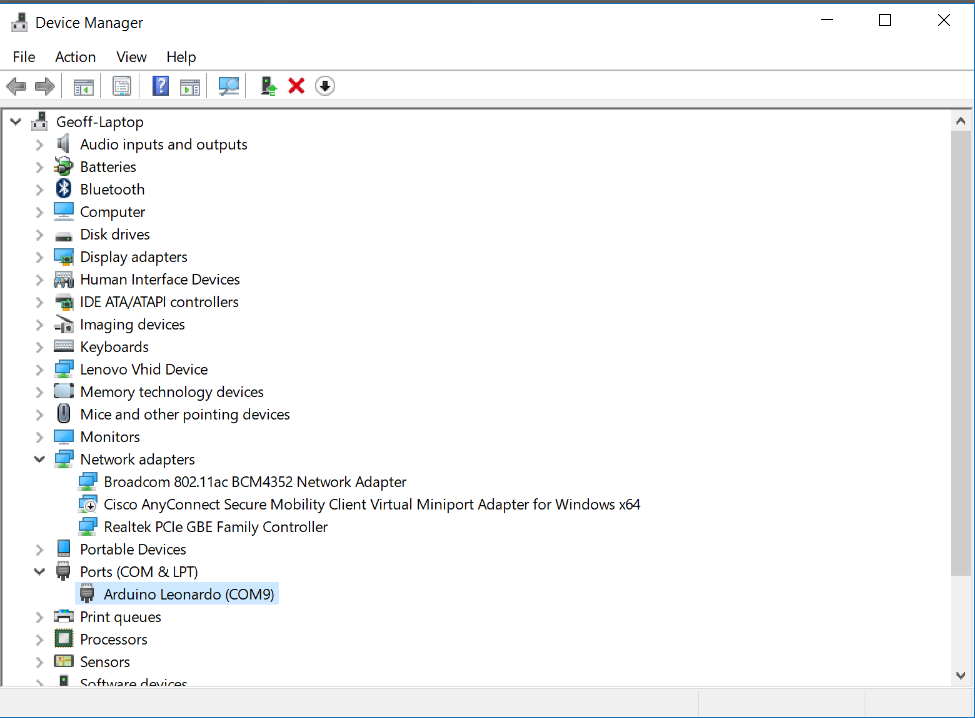 Device Manager
File Action View Help
Geoff-Laptop
Audio inputs and outputs
Batteries
Bluetooth
Computer
Disk drives
Display adapters
Human Interface Devices
IDE ATA/ATAPI controllers
Imaging devices
Keyboards
Lenovo Vhid Device
Memory technology devices
Mice and other pointing devices
Monitors
Network adapters
Broadcom 802.11ac BCM4352 Network Adapter
Cisco AnyConnect Secure Mobility Client Virtual Miniport Adapter for Windows x64
Realtek PCIe GBE Family Controller
Portable Devices
Ports (COM & LPT)
Arduino Leonardo (COM9)
Print queues
Processors
Sensors
Software devices